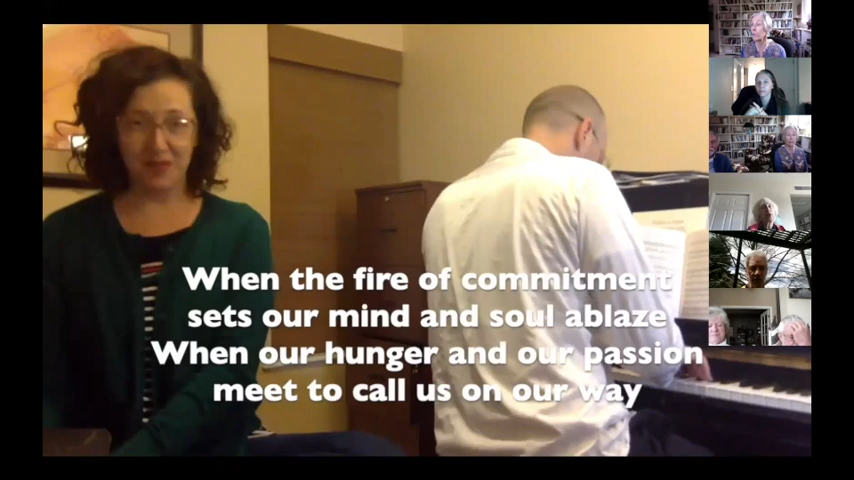 When the fire of commitment
sets our mind and soul ablaze
When our hunger and our passion
meet to call us on our way